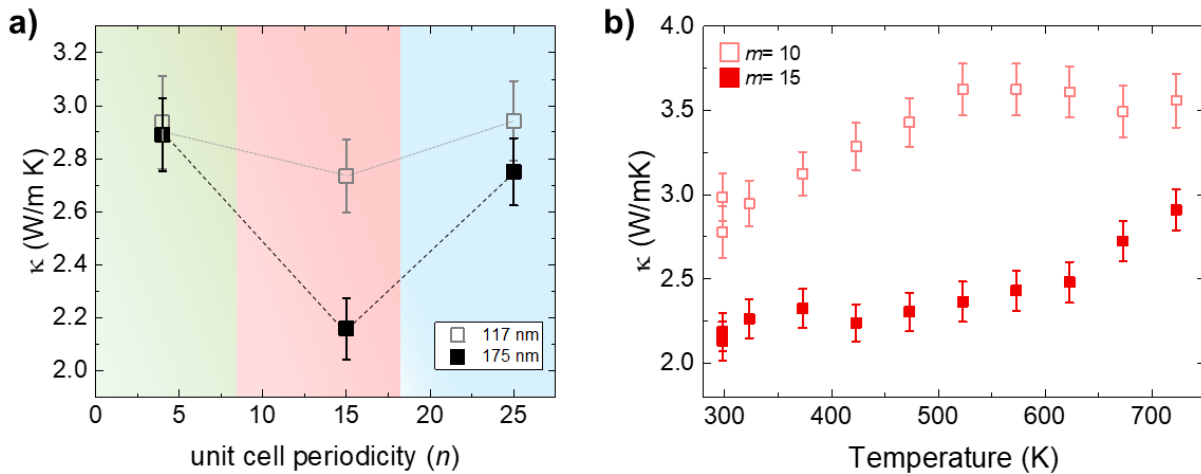 a)
3.2
3.0
2.8
2.6
2.4
2.2
2.0
κ (W/m K)
117 nm
175 nm
0 5 10 15 20 25
unit cell periodicity (n)
b)
4.0
3.5
3.0
2.5
2.0
κ (W/mK)
m= 10
m= 15
300 400 500 600 700
Temperature (K)